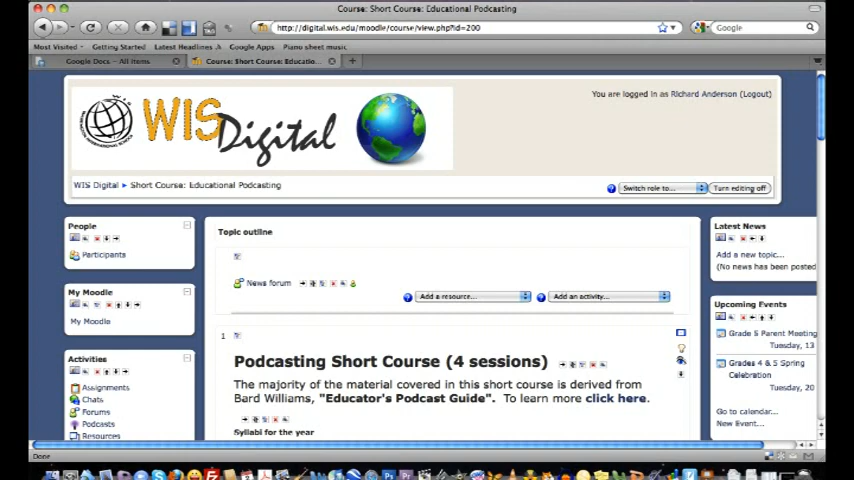 Course: Short Course: Educational Podcasting
http://digital.wis.edu/moodle/course/view.php?id=200
Google
Most Visited
Getting Started
Latest Headlines
Google Apps
Piano sheet music
Google Docs - All items
Course: Short Course: Educatio...
WIS Digital
You are logged in as Richard Anderson (Logout)
WIS Digital ► Short Course: Educational Podcasting
Switch role to...
Turn editing off
People
Participants
My Moodle
My Moodle
Activities
Assignments
Chats
Forums
Podcasts
Resources
Topic outline
News forum
Add a resource...
Add an activity...
1
Podcasting Short Course (4 sessions)
The majority of the material covered in this short course is derived from
Bard Williams, "Educator's Podcast Guide". To learn more click here.
Syllabi for the year
Latest News
Add a new topic...
(No news has been posted
Upcoming Events
Grade 5 Parent Meeting
Tuesday, 13
Grades 4 & 5 Spring
Celebration
Tuesday, 20
Go to calendar...
New Event...
Done